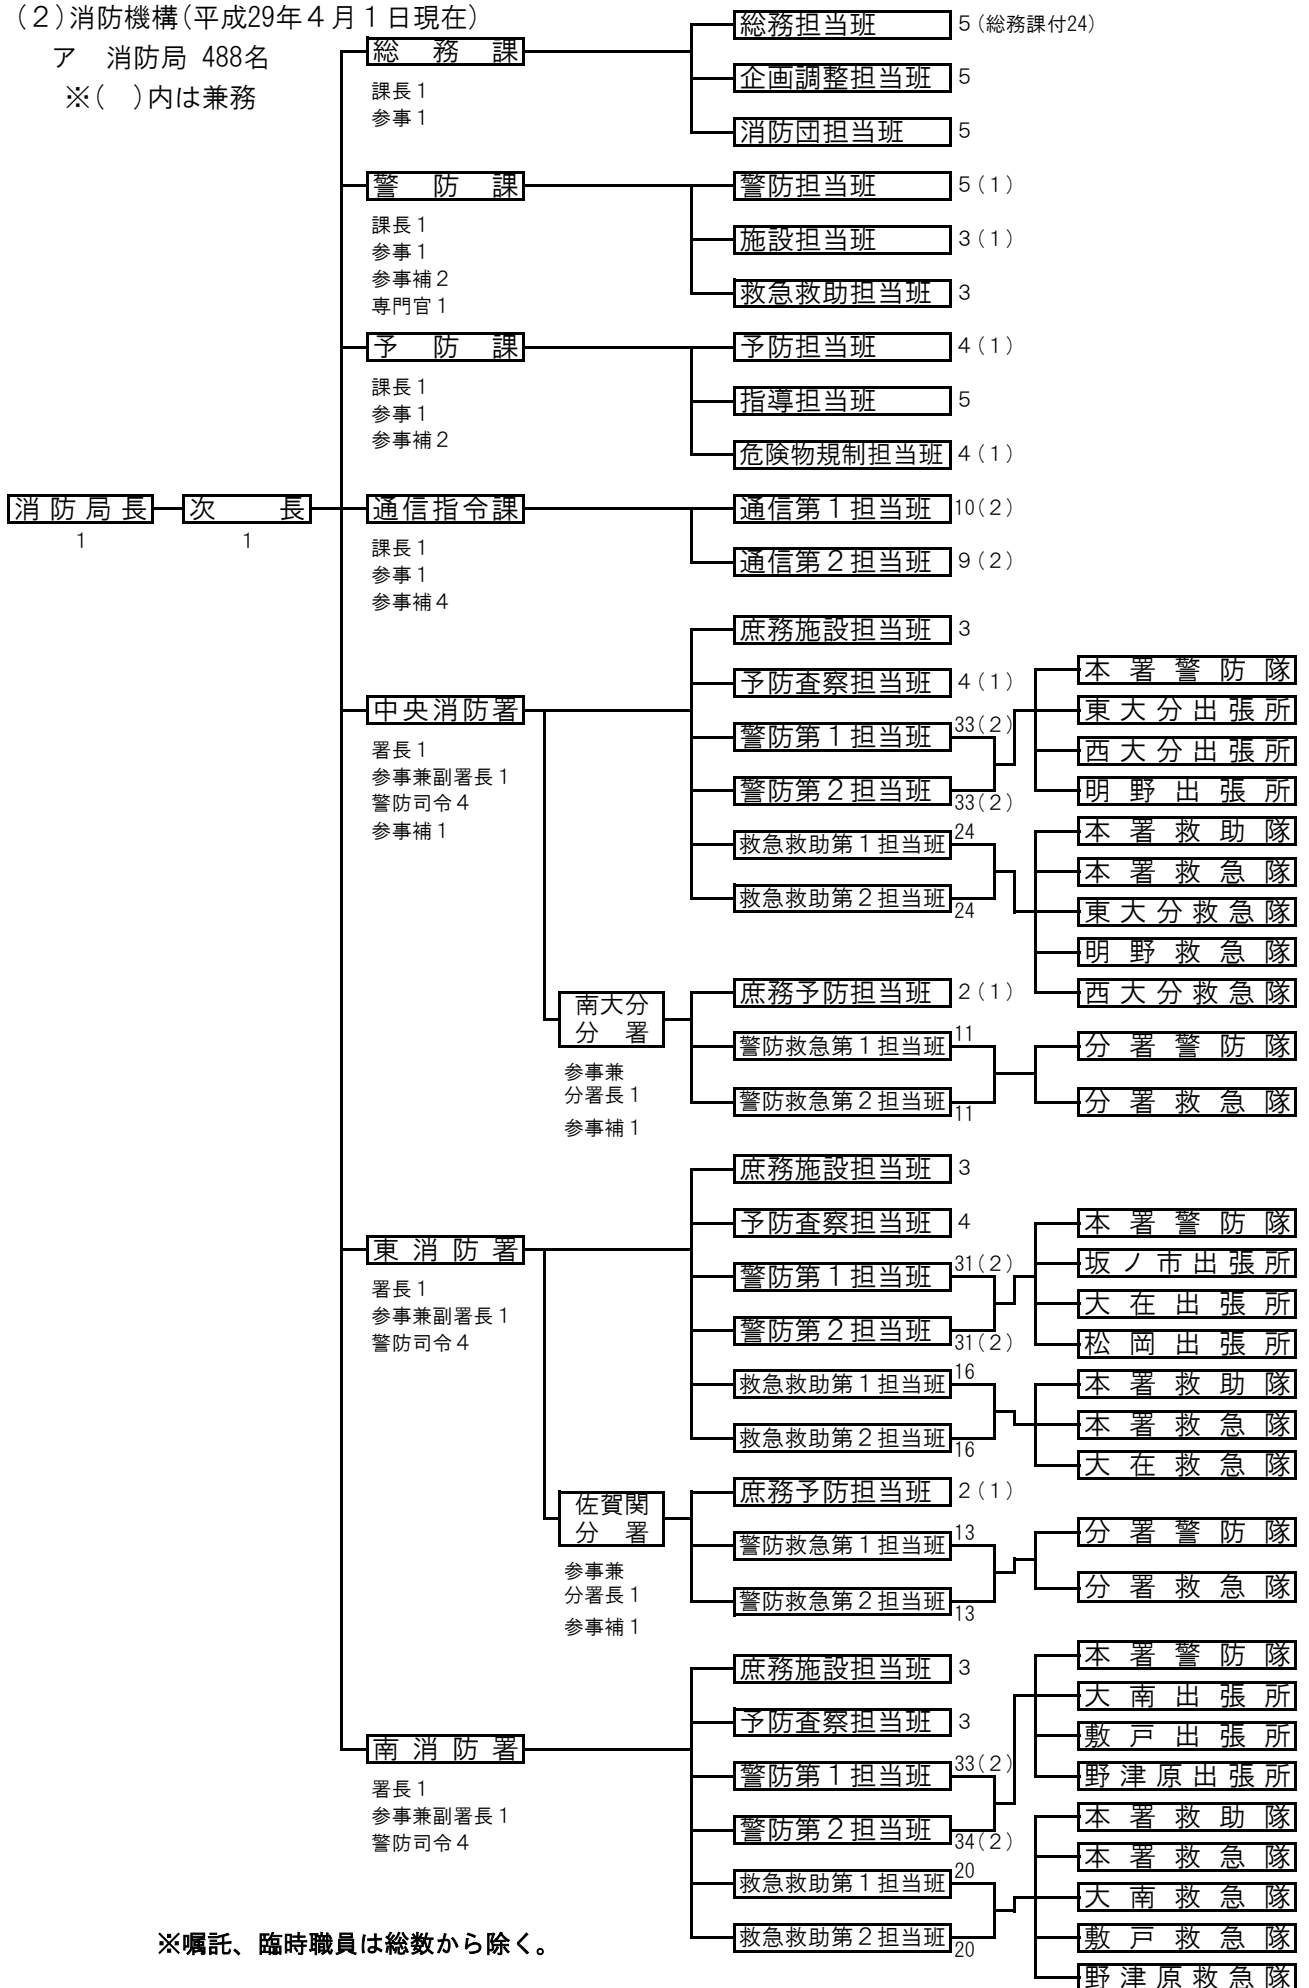 (２)消防機構(平成29年４月１日現在)
ア　消防局 488名
※(　)内は兼務
消防局長
1
次　長
1
総務課
課長１
参事１
総務担当班 5 (総務課付24)
企画調整担当班 5
消防団担当班 5
警防課
課長１
参事１
参事補２
専門官１
警防担当班 5(１)
施設担当班 3(１)
救急救助担当班 3
予防課
課長１
参事１
参事補２
予防担当班 4(１)
指導担当班 5
危険物規制担当班 4(１)
通信指令課
課長１
参事１
参事補４
通信第１担当班 10(２)
通信第２担当班 9(２)
中央消防署
署長１
参事兼副署長１
警防司令４
参事補１
庶務施設担当班 3
予防査察担当班 4(１)
警防第１担当班 33(２)
警防第２担当班 33(２)
救急救助第１担当班 24
救急救助第２担当班 24
本署警防隊
東大分出張所
西大分出張所
明野出張所
本署救助隊
本署救急隊
東大分救急隊
明野救急隊
西大分救急隊
南大分
分　署
参事兼
分署長１
参事補１
庶務予防担当班 2(１)
警防救急第１担当班 11
警防救急第２担当班 11
分署警防隊
分署救急隊
東消防署
署長１
参事兼副署長１
警防司令４
庶務施設担当班 3
予防査察担当班 4
警防第１担当班 31(２)
警防第２担当班 31(２)
救急救助第１担当班 16
救急救助第２担当班 16
本署警防隊
坂ノ市出張所
大在出張所
松岡出張所
本署救助隊
本署救急隊
大在救急隊
佐賀関
分　署
参事兼
分署長１
参事補１
庶務予防担当班 2(１)
警防救急第１担当班 13
警防救急第２担当班 13
分署警防隊
分署救急隊
南消防署
署長１
参事兼副署長１
警防司令４
庶務施設担当班 3
予防査察担当班 3
警防第１担当班 33(２)
警防第２担当班 34(２)
救急救助第１担当班 20
救急救助第２担当班 20
本署警防隊
大南出張所
敷戸出張所
野津原出張所
本署救助隊
本署救急隊
大南救急隊
敷戸救急隊
野津原救急隊
※嘱託、臨時職員は総数から除く。